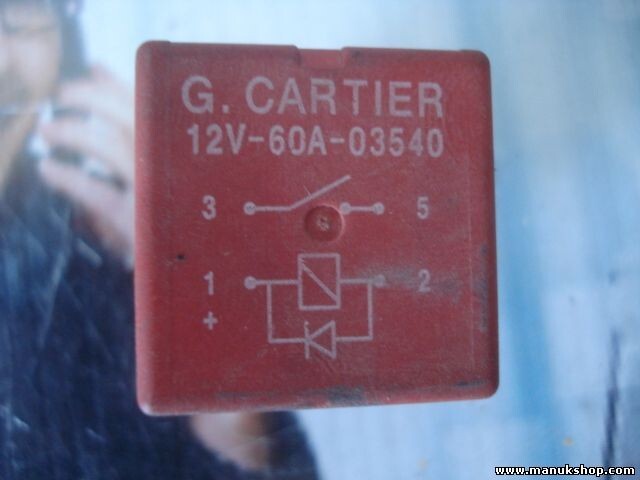 G. CARTIER
12V-60A-03540
3 5
1 2
+
www.manukshop.com